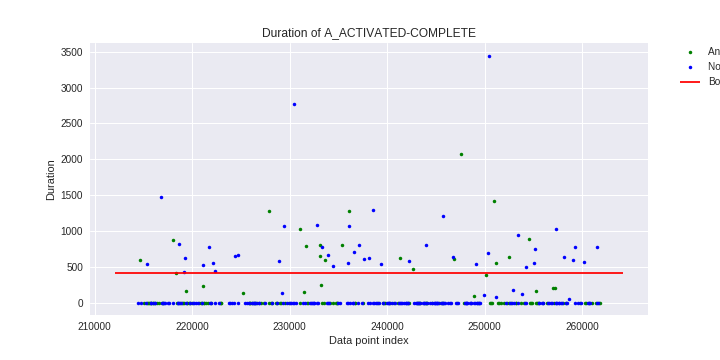 Duration of A_ACTIVATED-COMPLETE
3500
3000
2500
2000
1500
1000
500
0
Duration
210000 220000 230000 240000 250000 260000
Data point index
An
No
Bo